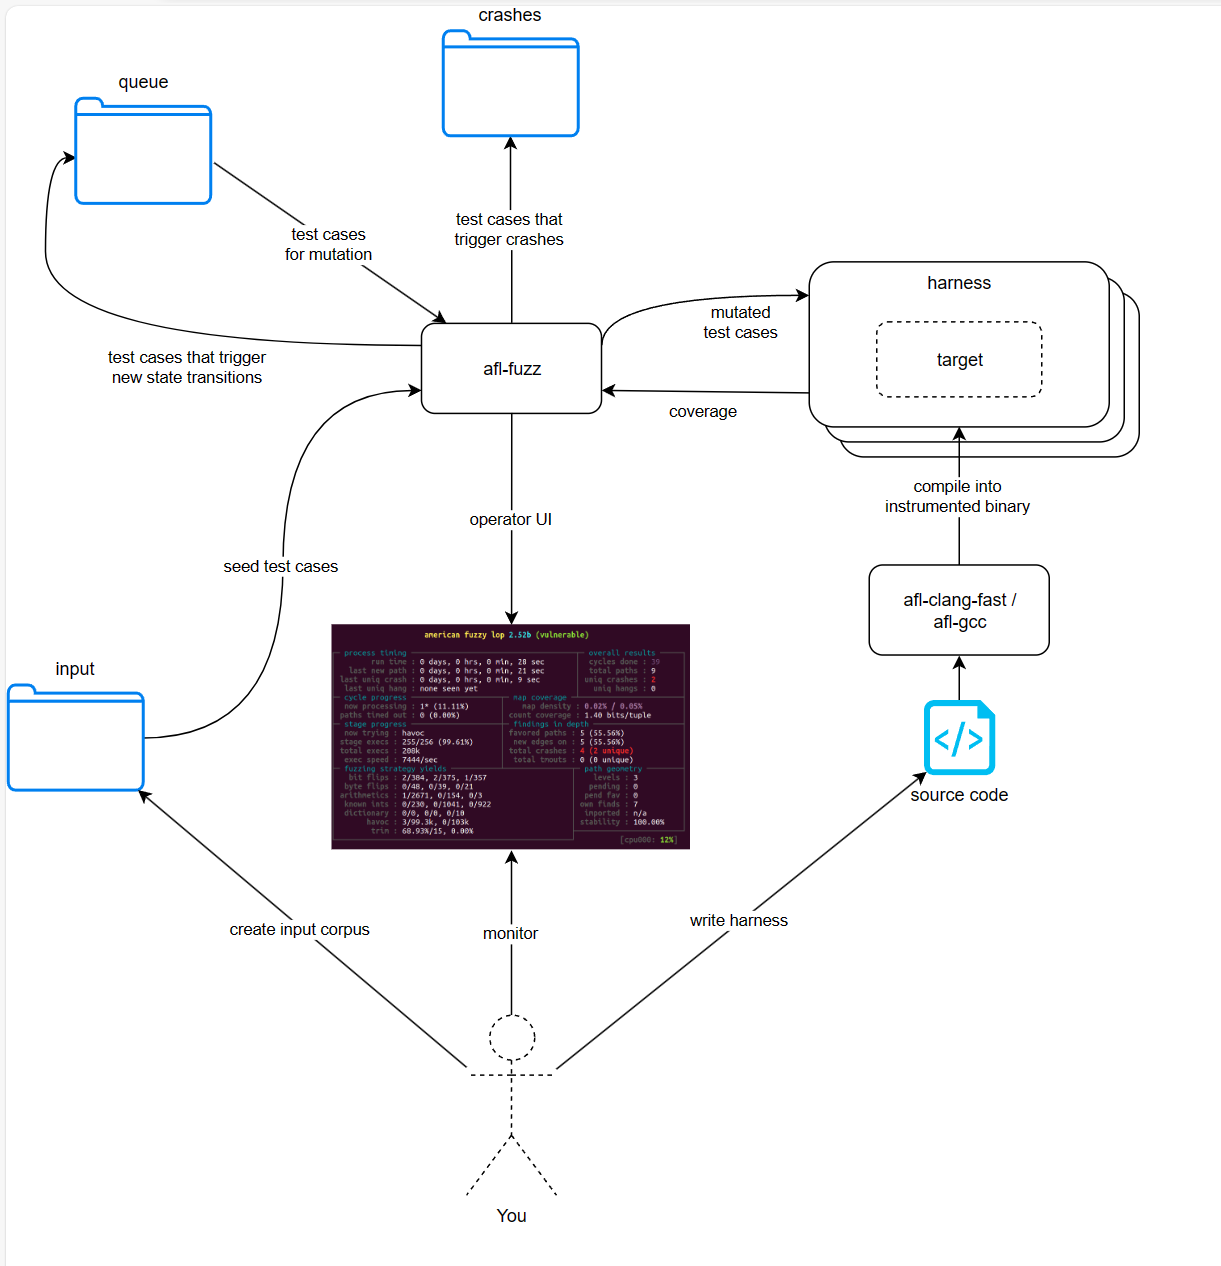 crashes
queue
test cases that
trigger crashes
test cases
for mutation
harness
mutated
test cases
target
test cases that trigger
new state transitions
afl-fuzz
coverage
compile into
instrumented binary
operator UI
seed test cases
afl-clang-fast /
afl-gcc
american fuzzy lop 2.52b (vulnerable)
process timing
run time : 0 days, 0 hrs, 0 min, 28 sec
last new path : 0 days, 0 hrs, 0 min, 21 sec
last uniq crash : 0 days, 0 hrs, 0 min, 9 sec
last uniq hang : none seen yet
overall results
cycles done : 39
total paths : 9
uniq crashes : 2
uniq hangs : 0
cycle progress
now processing : 1* (11.11%)
paths timed out : 0 (0.00%)
map coverage
map density : 0.02% / 0.05%
count coverage : 1.40 bits/tuple
stage progress
now trying : havoc
stage execs : 255/256 (99.61%)
total execs : 208k
exec speed : 7444/sec
findings in depth
favored paths : 5 (55.56%)
new edges on : 5 (55.56%)
total crashes : 4 (2 unique)
total tmouts : 0 (0 unique)
fuzzing strategy yields
bit flips : 2/384, 2/375, 1/357
byte flips : 0/48, 0/39, 0/21
arithmetics : 1/2671, 0/154, 0/3
known ints : 0/230, 0/1041, 0/922
dictionary : 0/0, 0/0, 0/10
havoc : 3/99.3k, 0/103k
trim : 68.93%/15, 0.00%
path geometry
levels : 3
pending : 0
pend fav : 0
own finds : 7
imported : n/a
stability : 100.00%
[cpu000: 12%]
input
</>
source code
create input corpus
monitor
write harness
You